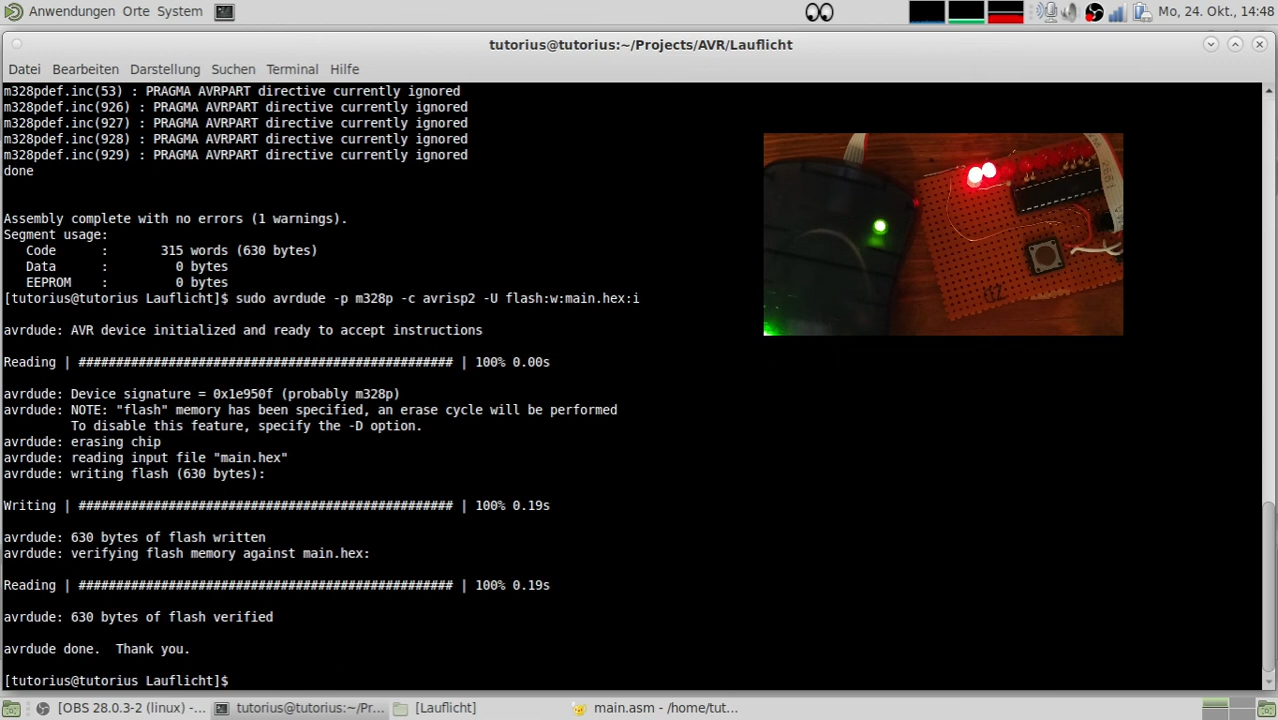 Anwendungen Orte System
Mo, 24. Okt., 14:48
tutorius@tutorius:~/Projects/AVR/Lauflicht
Datei Bearbeiten Darstellung Suchen Terminal Hilfe
m328pdef.inc(53) : PRAGMA AVRPART directive currently ignored
m328pdef.inc(926) : PRAGMA AVRPART directive currently ignored
m328pdef.inc(927) : PRAGMA AVRPART directive currently ignored
m328pdef.inc(928) : PRAGMA AVRPART directive currently ignored
m328pdef.inc(929) : PRAGMA AVRPART directive currently ignored
done
Assembly complete with no errors (1 warnings).
Segment usage:
Code : 315 words (630 bytes)
Data : 0 bytes
EEPROM : 0 bytes
[tutorius@tutorius Lauflicht]$ sudo avrdude -p m328p -c avrisp2 -U flash:w:main.hex:i
avrdude: AVR device initialized and ready to accept instructions
Reading | ################################################## | 100% 0.00s
avrdude: Device signature = 0x1e950f (probably m328p)
avrdude: NOTE: "flash" memory has been specified, an erase cycle will be performed
To disable this feature, specify the -D option.
avrdude: erasing chip
avrdude: reading input file "main.hex"
avrdude: writing flash (630 bytes):
Writing | ################################################## | 100% 0.19s
avrdude: 630 bytes of flash written
avrdude: verifying flash memory against main.hex:
Reading | ################################################## | 100% 0.19s
avrdude: 630 bytes of flash verified
avrdude done.  Thank you.
[tutorius@tutorius Lauflicht]$
[OBS 28.0.3-2 (linux) -... tutorius@tutorius:~/Pr... [Lauflicht] main.asm - /home/tut...